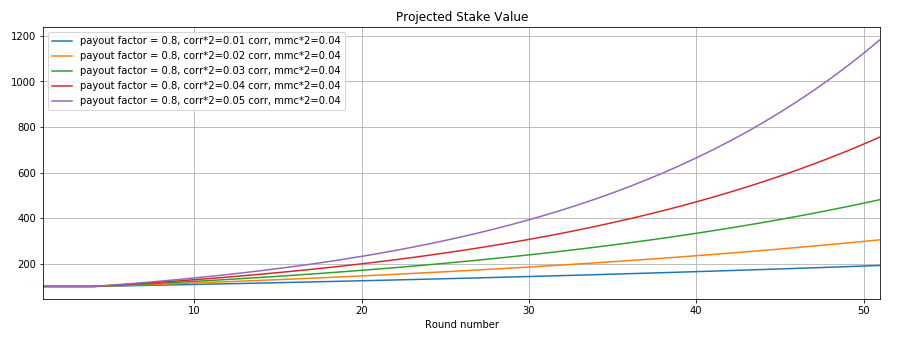 Projected Stake Value
1200
1000
800
600
400
200
payout factor = 0.8, corr*2=0.01 corr, mmc*2=0.04
payout factor = 0.8, corr*2=0.02 corr, mmc*2=0.04
payout factor = 0.8, corr*2=0.03 corr, mmc*2=0.04
payout factor = 0.8, corr*2=0.04 corr, mmc*2=0.04
payout factor = 0.8, corr*2=0.05 corr, mmc*2=0.04
10 20 30 40 50
Round number